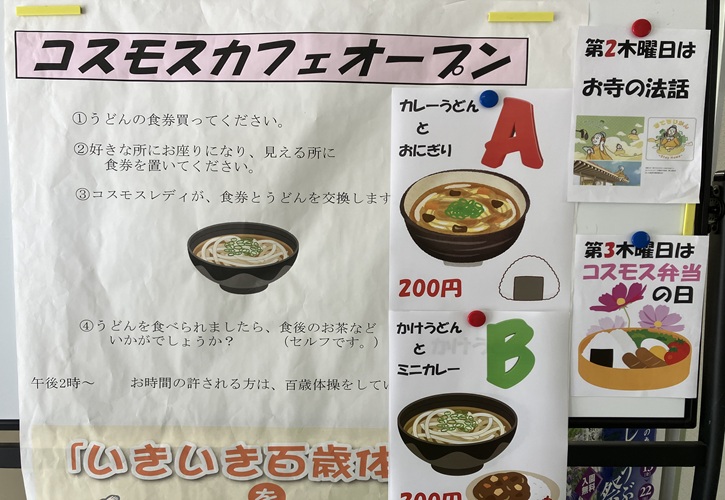 コスモスカフェオープン
①うどんの食券買ってください。
②好きな所にお座りになり、見える所に
食券を置いてください。
③コスモスレディが、食券とうどんを交換します
④うどんを食べられましたら、食後のお茶など
いかがでしょうか？　（セルフです。）
午後2時～　お時間の許される方は、百歳体操をしてい
「いきいき百歳体
を
カレーうどん
と
おにぎり
A
200円
かけうどん
と
ミニカレー
B
200円
第2木曜日は
お寺の法話
第3木曜日は
コスモス弁当
の日